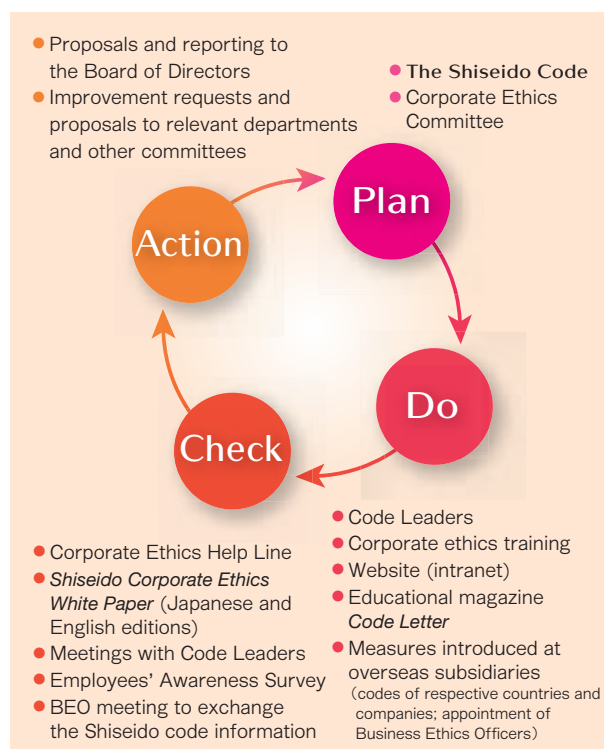 ● Proposals and reporting to
the Board of Directors
● Improvement requests and
proposals to relevant departments
and other committees
● The Shiseido Code
● Corporate Ethics
Committee
Plan
Action
Do
Check
● Corporate Ethics Help Line
● Shiseido Corporate Ethics
White Paper (Japanese and
English editions)
● Meetings with Code Leaders
● Employees’ Awareness Survey
● BEO meeting to exchange
the Shiseido code information
● Code Leaders
● Corporate ethics training
● Website (intranet)
● Educational magazine
Code Letter
● Measures introduced at
overseas subsidiaries
(codes of respective countries and
companies; appointment of
Business Ethics Officers)